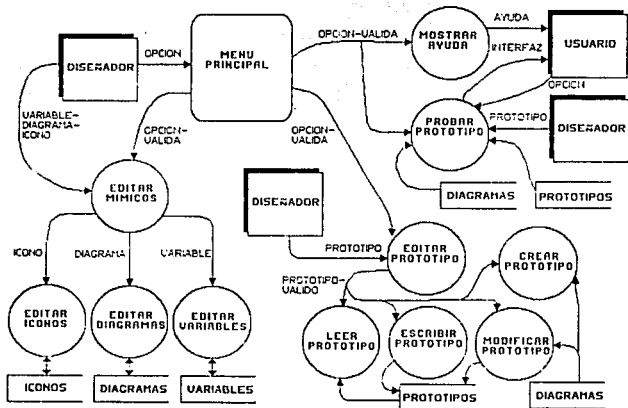 AYUDA
OPCION-VALIDA
MOSTRAR
AYUDA
INTERFAZ
USUARIO
OPCION
DISEÑADOR
OPCION
MENU
PRINCIPAL
VARIABLE-
DIAGRAMA-
ICONO
OPCION-
VALIDA
OPCION-
VALIDA
PROBAR
PROTOTIPO
PROTOTIPO
DISEÑADOR
EDITAR
MIMICOS
DIAGRAMAS
PROTOTIPOS
DISEÑADOR
PROTOTIPO
EDITAR
PROTOTIPO
CREAR
PROTOTIPO
ICONO
DIAGRAMA
VARIABLE
PROTOTIPO-
VALIDO
EDITAR
ICONOS
EDITAR
DIAGRAMAS
EDITAR
VARIABLES
LEER
PROTOTIPO
ESCRIBIR
PROTOTIPO
MODIFICAR
PROTOTIPO
ICONOS
DIAGRAMAS
VARIABLES
PROTOTIPOS
DIAGRAMAS